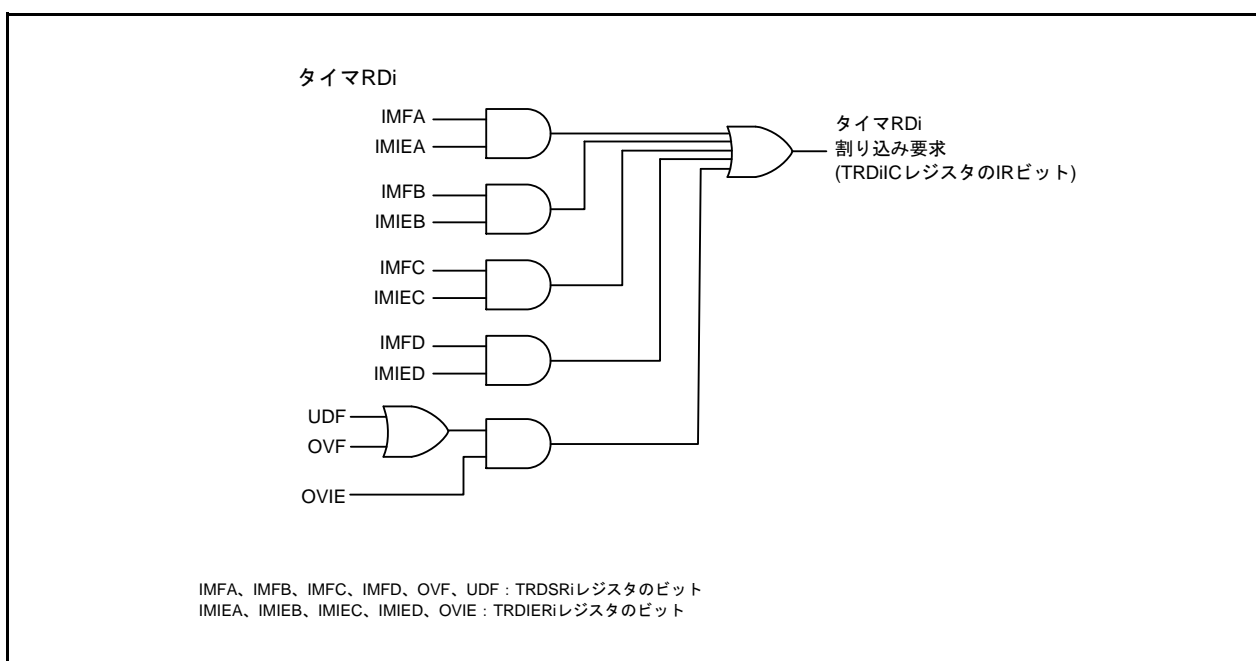 タイマRDi
IMFA
IMIEA
IMFB
IMIEB
IMFC
IMIEC
IMFD
IMIED
UDF
OVF
OVIE
タイマRDi
割り込み要求
(TRDiICレジスタのIRビット)
IMFA、IMFB、IMFC、IMFD、OVF、UDF：TRDSRiレジスタのビット
IMIEA、IMIEB、IMIEC、IMIED、OVIE：TRDIERiレジスタのビット